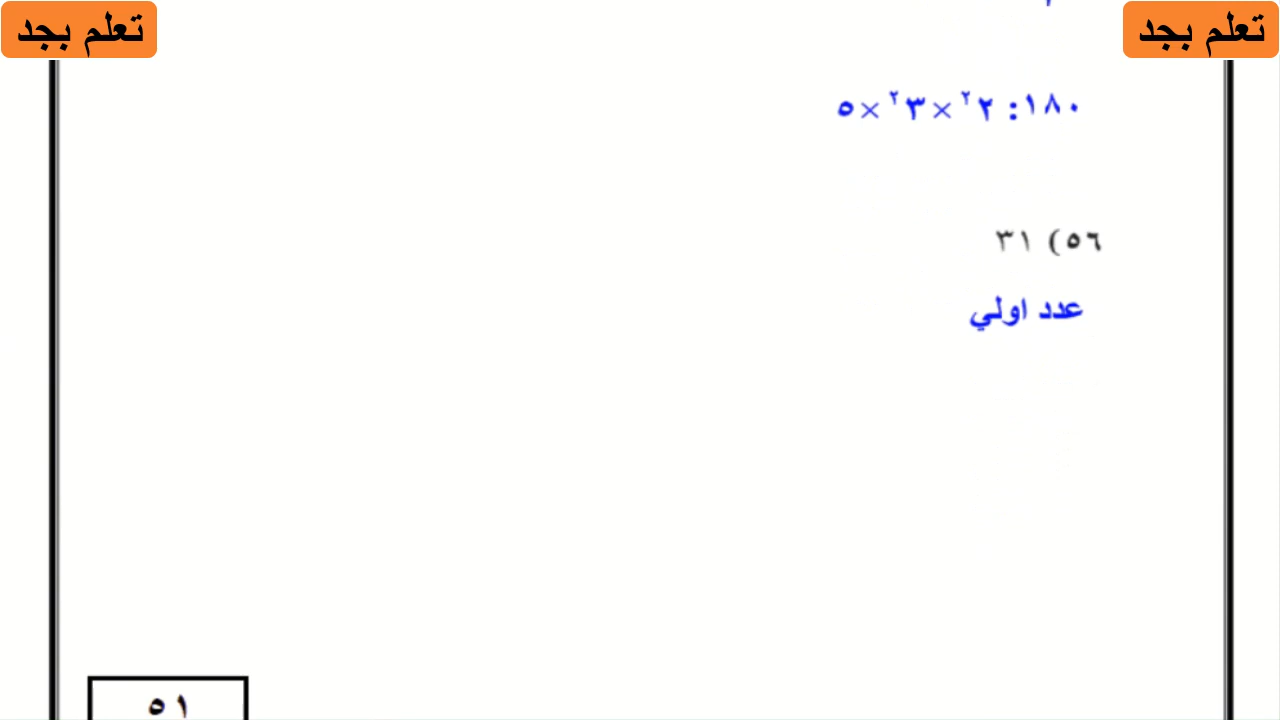 تعلم بجد
تعلم بجد
١٨٠: ٢^٢ × ٣^٢ × ٥
٥٦) ٣١
عدد اولي
٥١